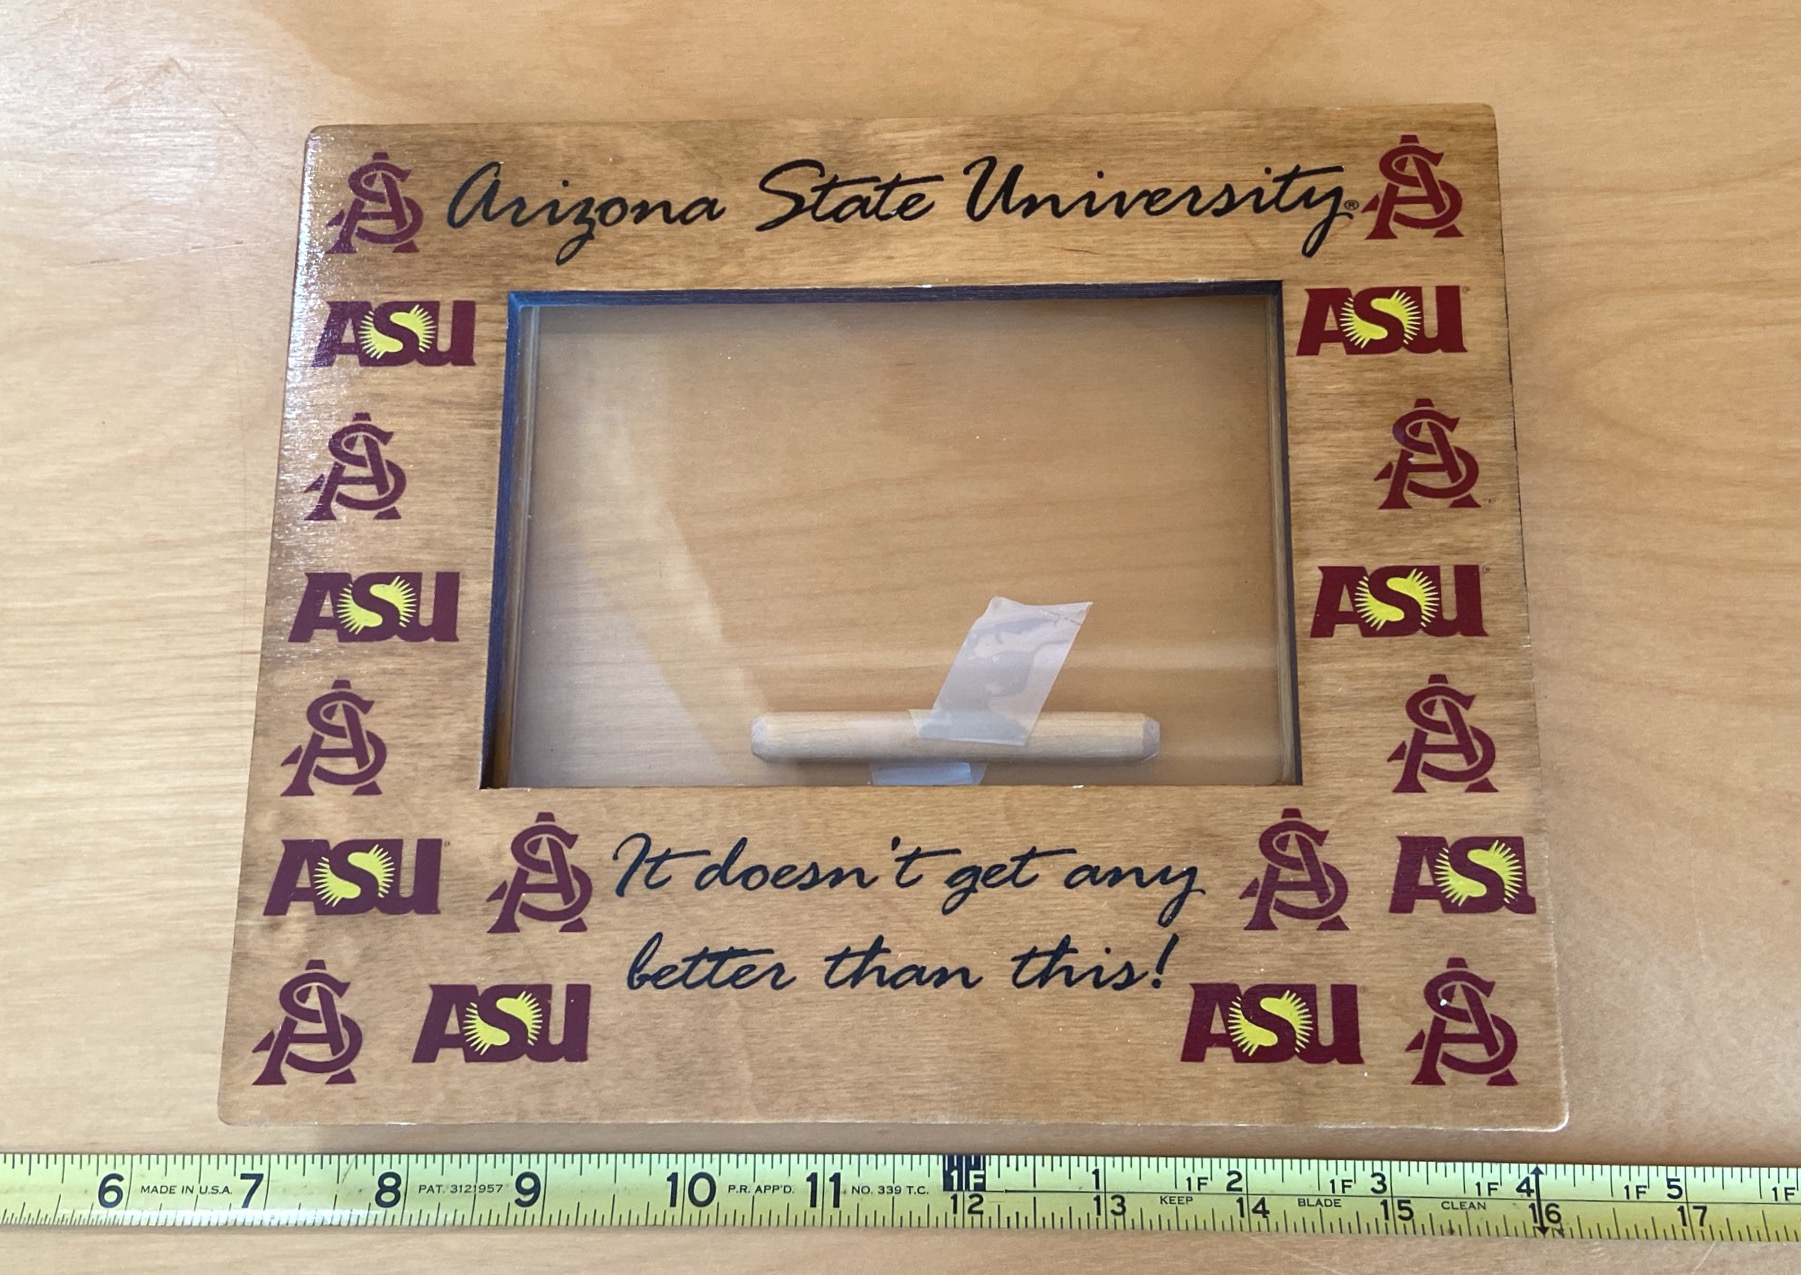 Arizona State University®
ASU ASU
ASU ASU
ASU
It doesn't get any
ASU
better than this!
ASU ASU
6 MADE IN U.S.A. 7 8 PAT. 3121957 9 10 P.R. APP'D. 11 NO. 339 T.C. 1F 1 1F 2 1F 3 1F 4 1F 5 1F
12 13 KEEP 14 BLADE 15 CLEAN 16 17